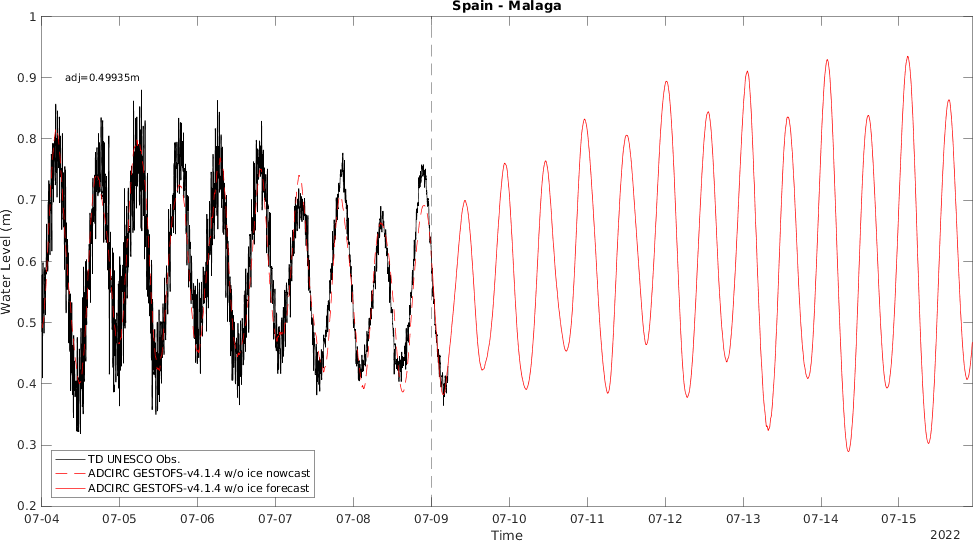 Spain - Malaga
1
0.9
0.8
0.7
0.6
0.5
0.4
0.3
0.2
Water Level (m)
adj=0.49935m
TD UNESCO Obs.
ADCIRC GESTOFS-v4.1.4 w/o ice nowcast
ADCIRC GESTOFS-v4.1.4 w/o ice forecast
07-04 07-05 07-06 07-07 07-08 07-09 07-10 07-11 07-12 07-13 07-14 07-15
Time
2022